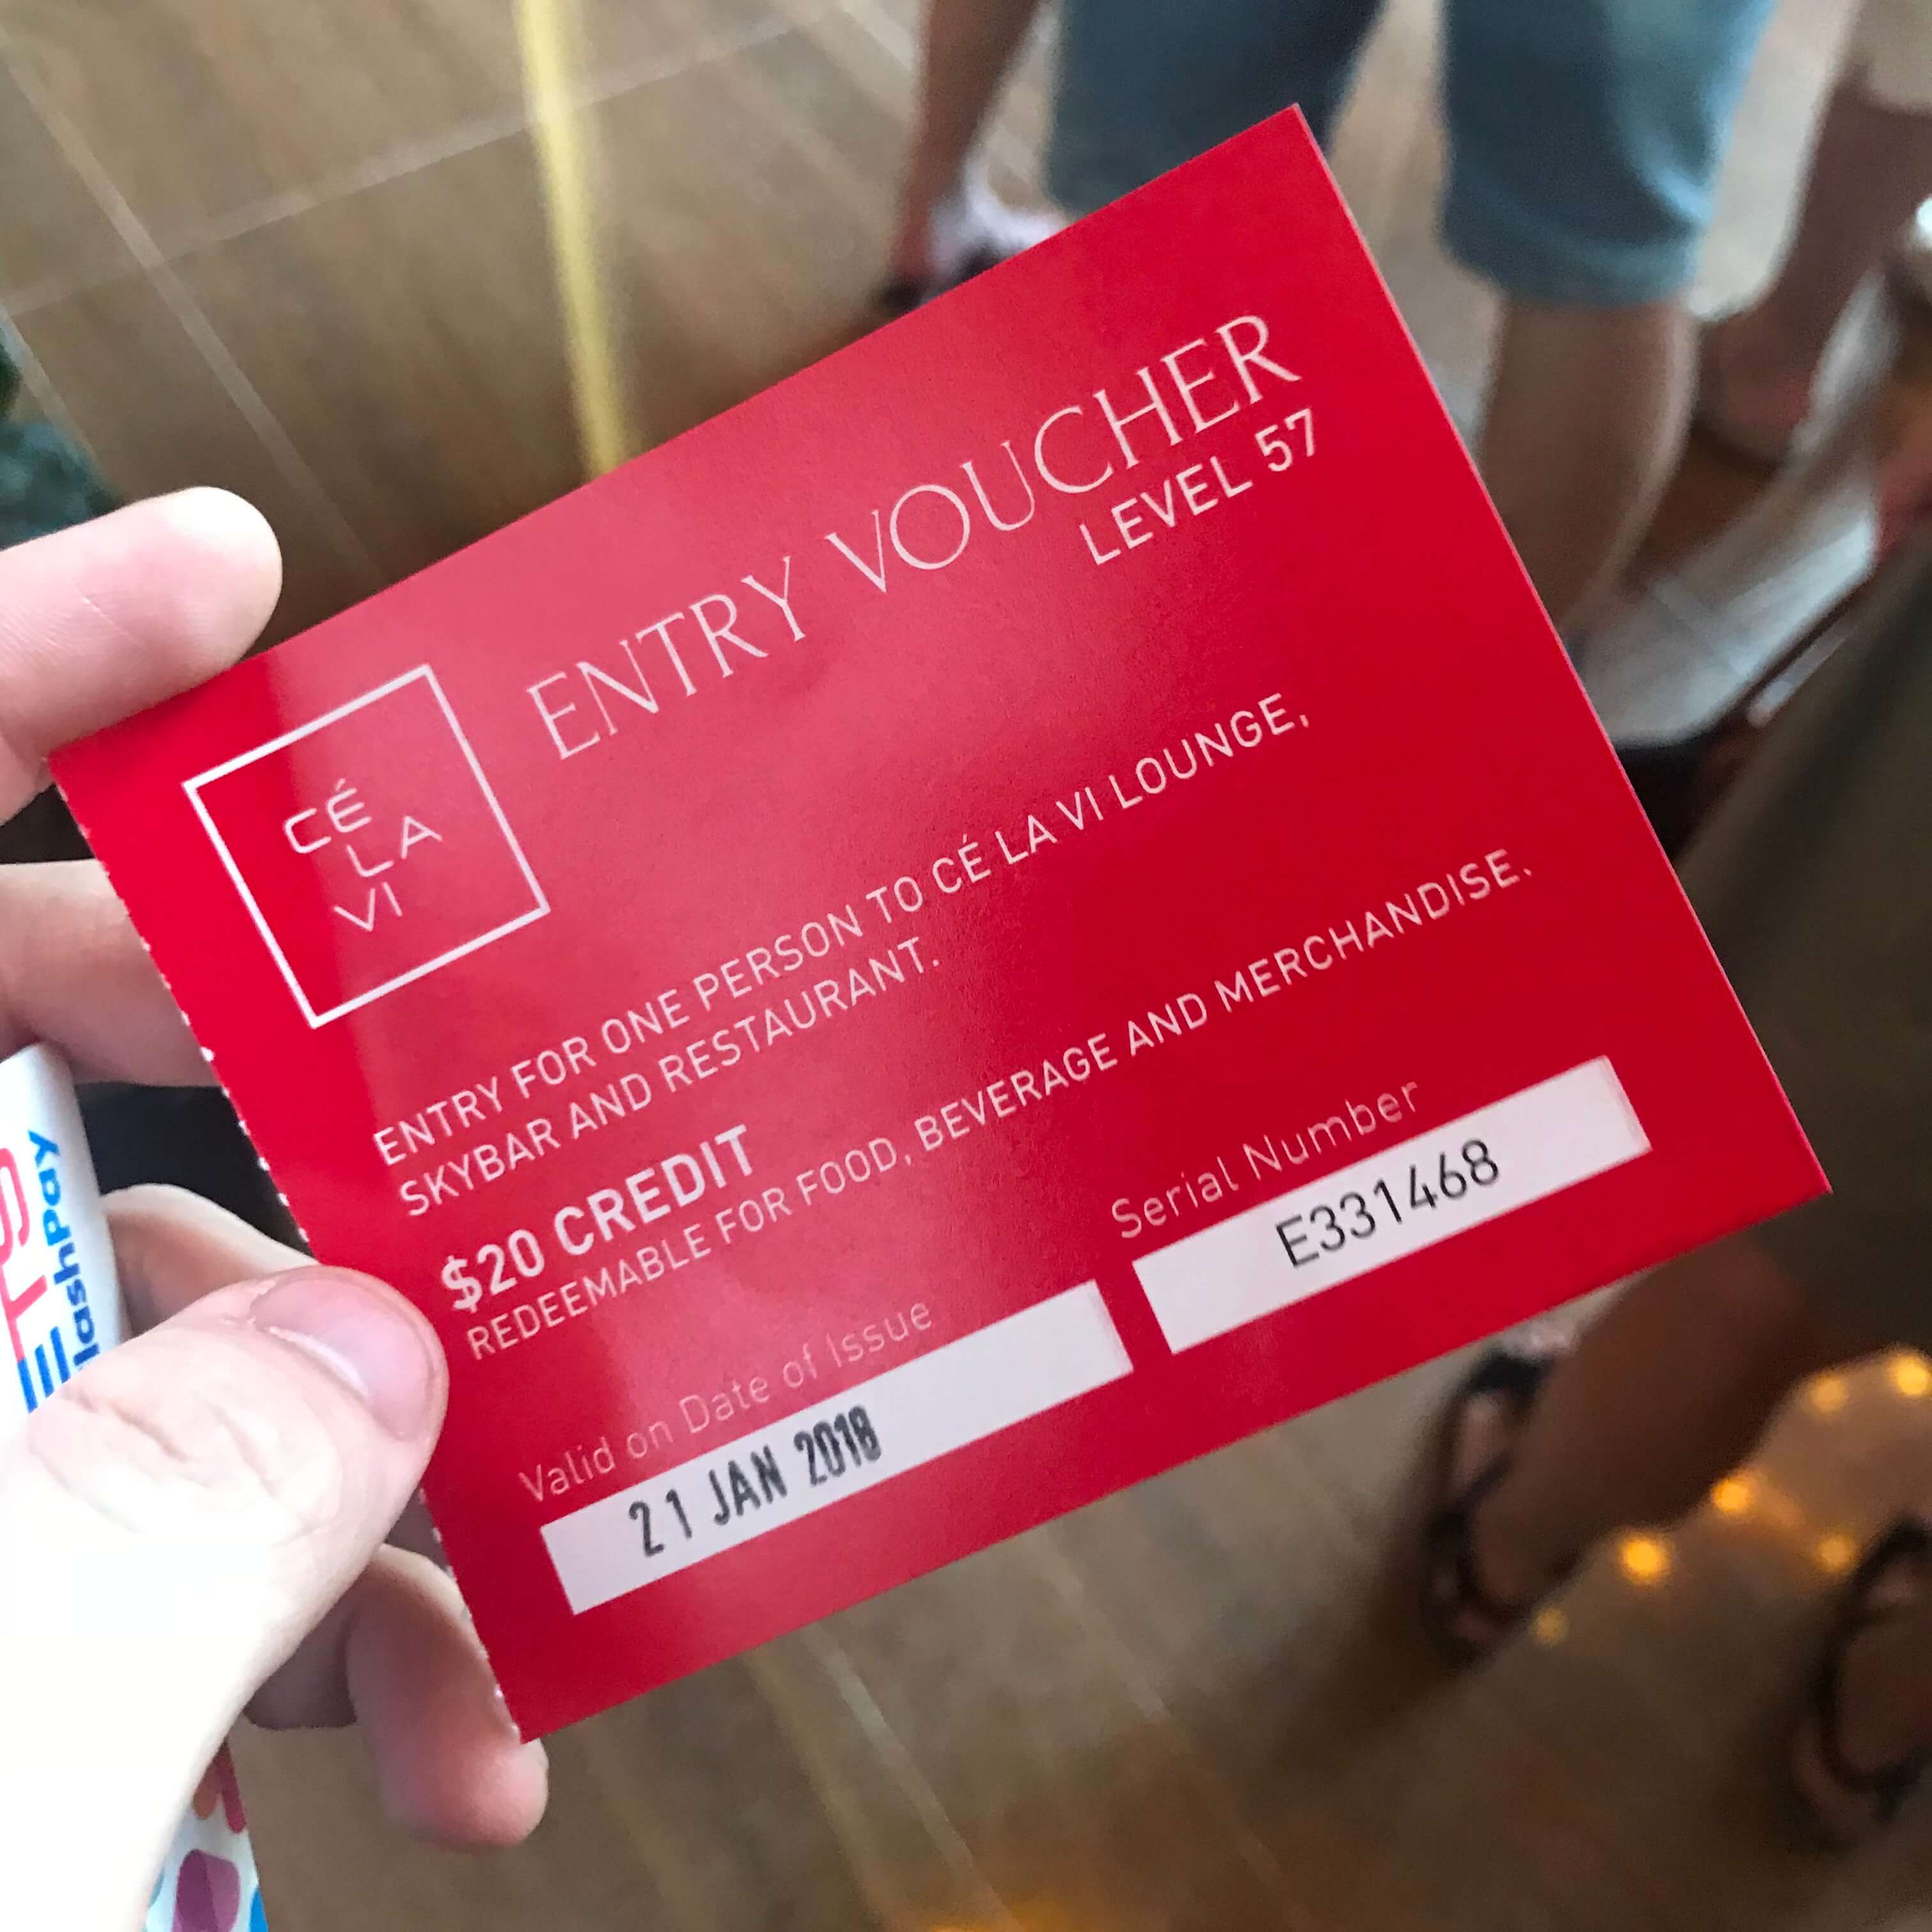 CÉ
LA
VI
ENTRY VOUCHER
LEVEL 57
ENTRY FOR ONE PERSON TO CÉ LA VI LOUNGE,
SKYBAR AND RESTAURANT.
$20 CREDIT
REDEEMABLE FOR FOOD, BEVERAGE AND MERCHANDISE.
Valid on Date of Issue
21 JAN 2018
Serial Number
E331468